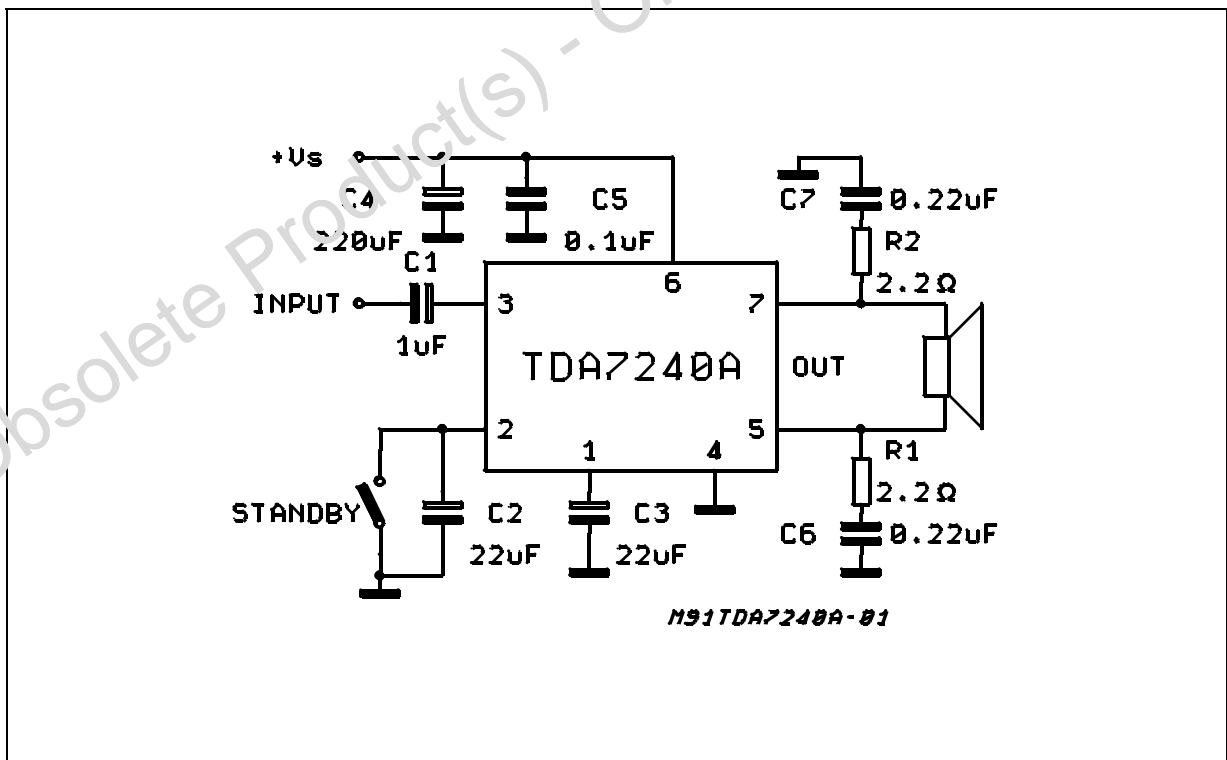 Obsolete Product(s) - O
+Vs
C4
220uF
C5
0.1uF
C7
0.22uF
R2
2.2Ω
C1
INPUT
1uF
3
6
7
TDA7240A
OUT
2
1
4
5
R1
2.2Ω
STANDBY
C2
22uF
C3
22uF
C6
0.22uF
M91TDA7240A-01